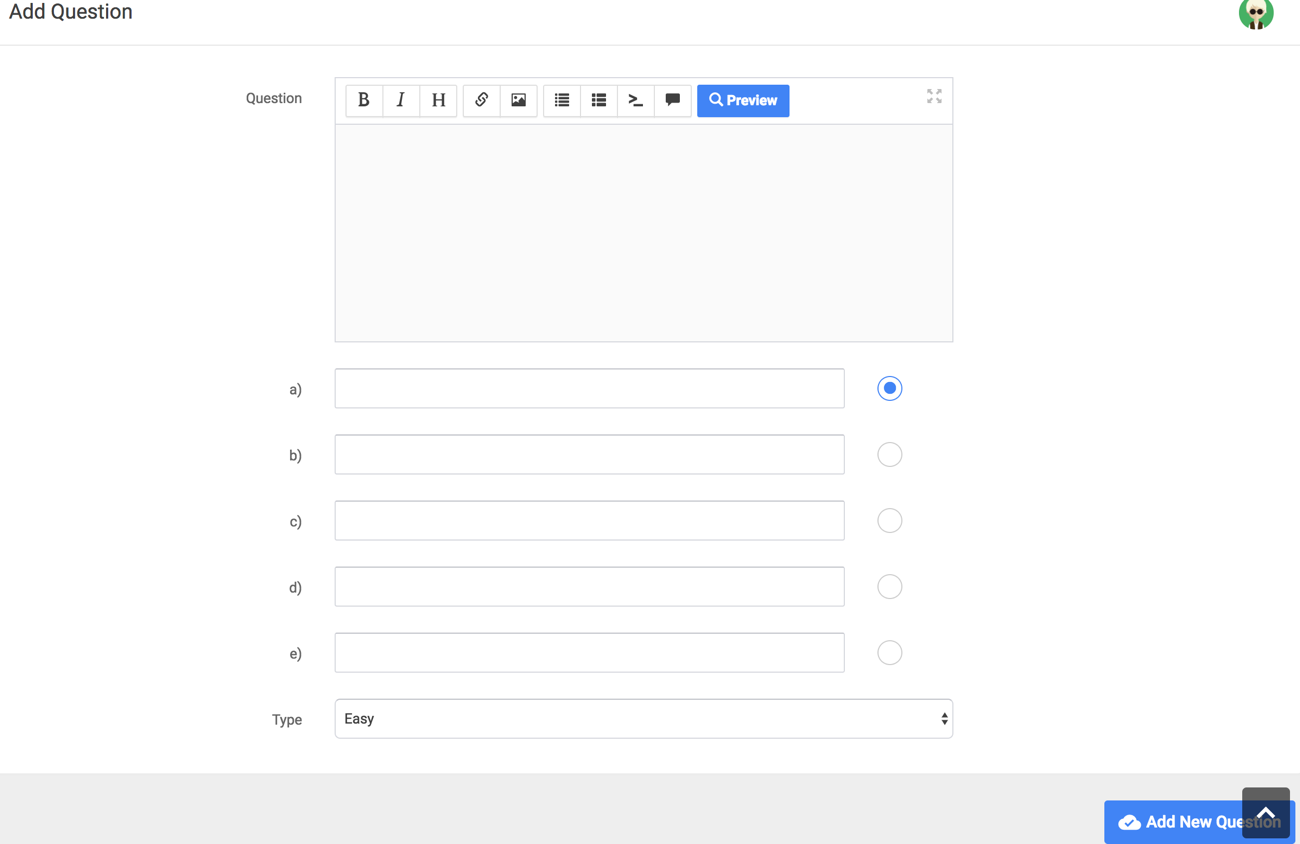 Add Question
Question
B I H Preview
a)
b)
c)
d)
e)
Type Easy
Add New Question